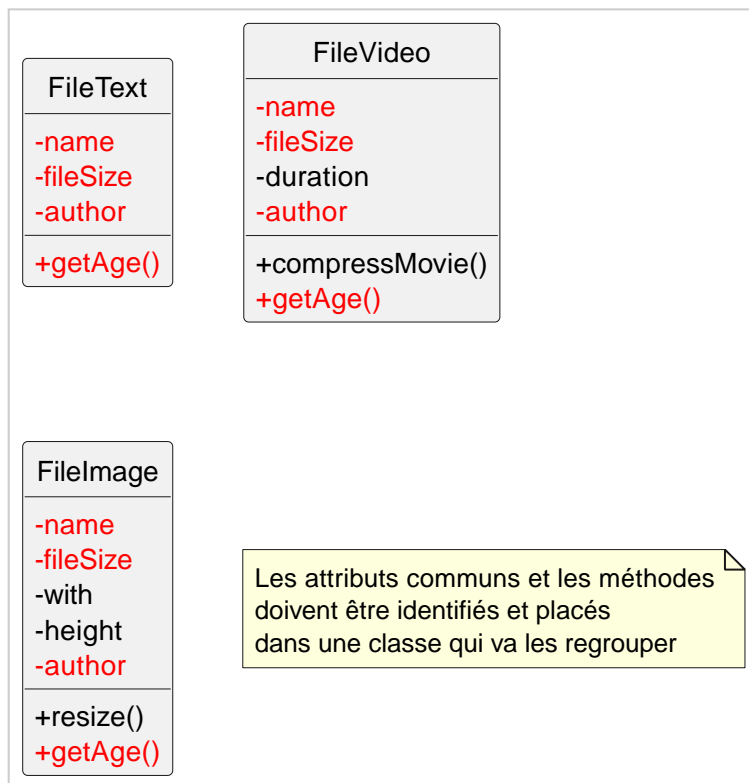 FileText
-name
-fileSize
-author
+getAge()
FileVideo
-name
-fileSize
-duration
-author
+compressMovie()
+getAge()
FileImage
-name
-fileSize
-with
-height
-author
+resize()
+getAge()
Les attributs communs et les méthodes
doivent être identifiés et placés
dans une classe qui va les regrouper